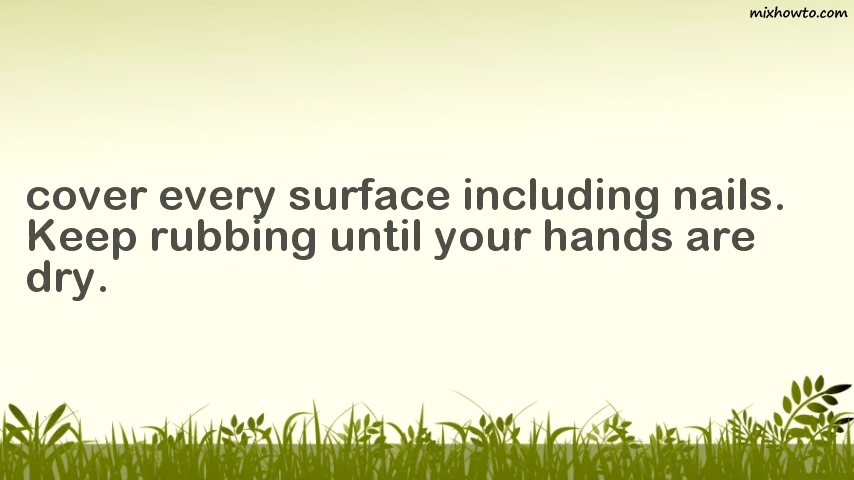 mixhowto.com
cover every surface including nails.
Keep rubbing until your hands are
dry.